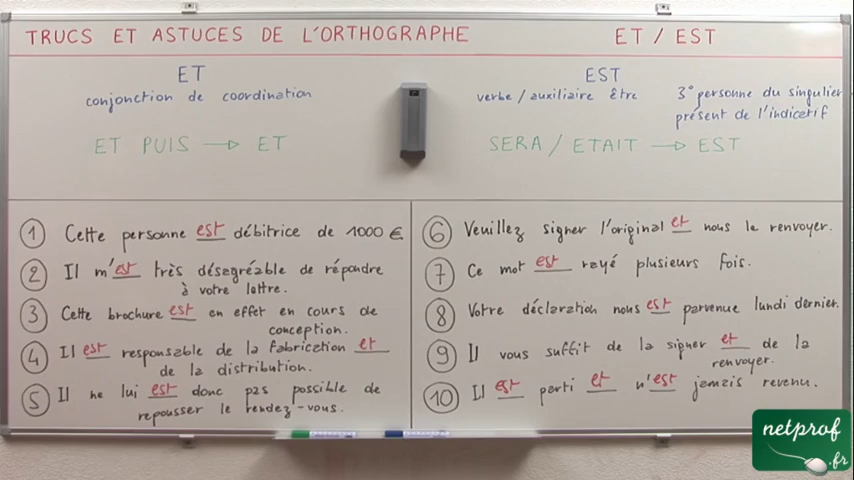 TRUCS ET ASTUCES DE L'ORTHOGRAPHE
ET / EST
ET
conjonction de coordination
ET PUIS → ET
EST
verbe / auxiliaire être
3° personne du singulier
présent de l'indicatif
SERA / ETAIT → EST
1 Cette personne est débitrice de 1000 €
2 Il m'est très désagréable de répondre
à votre lettre.
3 Cette brochure est en effet en cours de
conception.
4 Il est responsable de la fabrication et
de la distribution.
5 Il ne lui est donc pas possible de
repousser le rendez-vous.
6 Veuillez signer l'original et nous le renvoyer.
7 Ce mot est rayé plusieurs fois.
8 Votre déclaration nous est parvenue lundi dernier.
9 Il vous suffit de la signer et de la
renvoyer.
10 Il est parti et n'est jamais revenu.
netprof
.fr